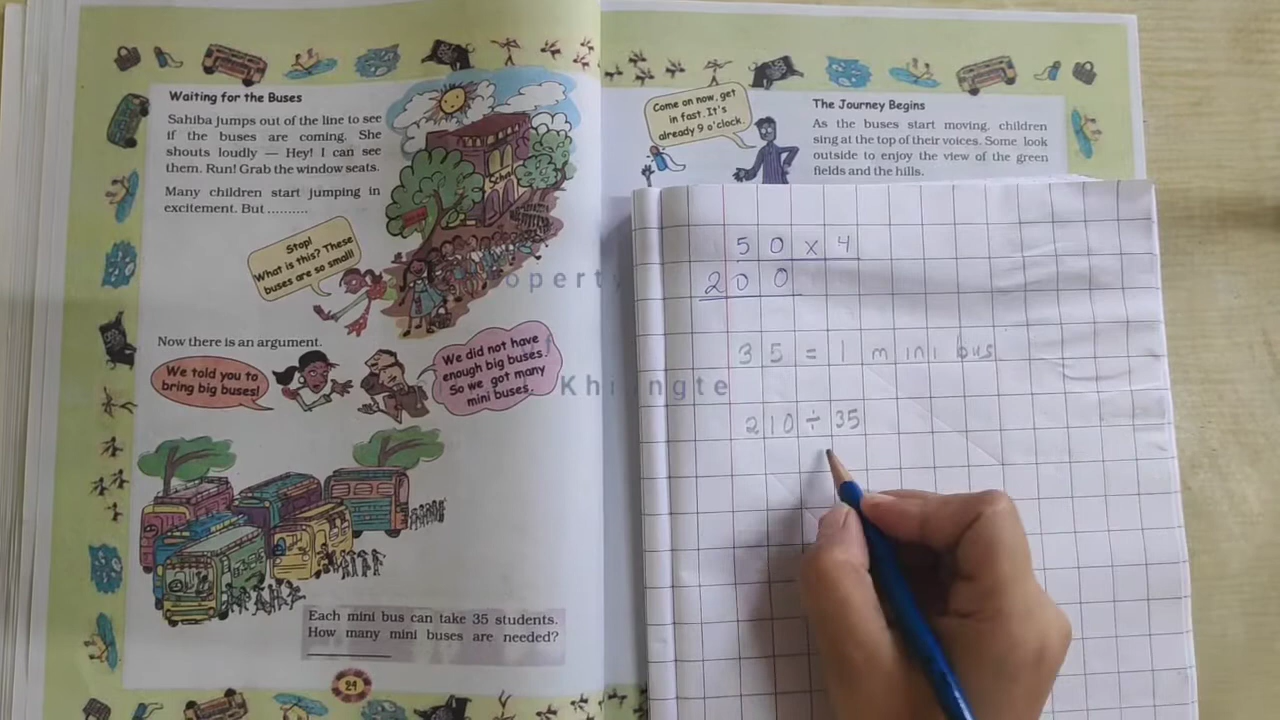 Waiting for the Buses
Sahiba jumps out of the line to see
if the buses are coming. She
shouts loudly — Hey! I can see
them. Run! Grab the window seats.
Many children start jumping in
excitement. But ..........
School
Stop!
What is this? These
buses are so small!
Now there is an argument.
We told you to
bring big buses!
We did not have
enough big buses.
So we got many
mini buses.
Each mini bus can take 35 students.
How many mini buses are needed?
24
Come on now, get
in fast. It's
already 9 o'clock.
The Journey Begins
As the buses start moving, children
sing at the top of their voices. Some look
outside to enjoy the view of the green
fields and the hills.
50 x 4
200
35 = 1 mini bus
210 ÷ 35